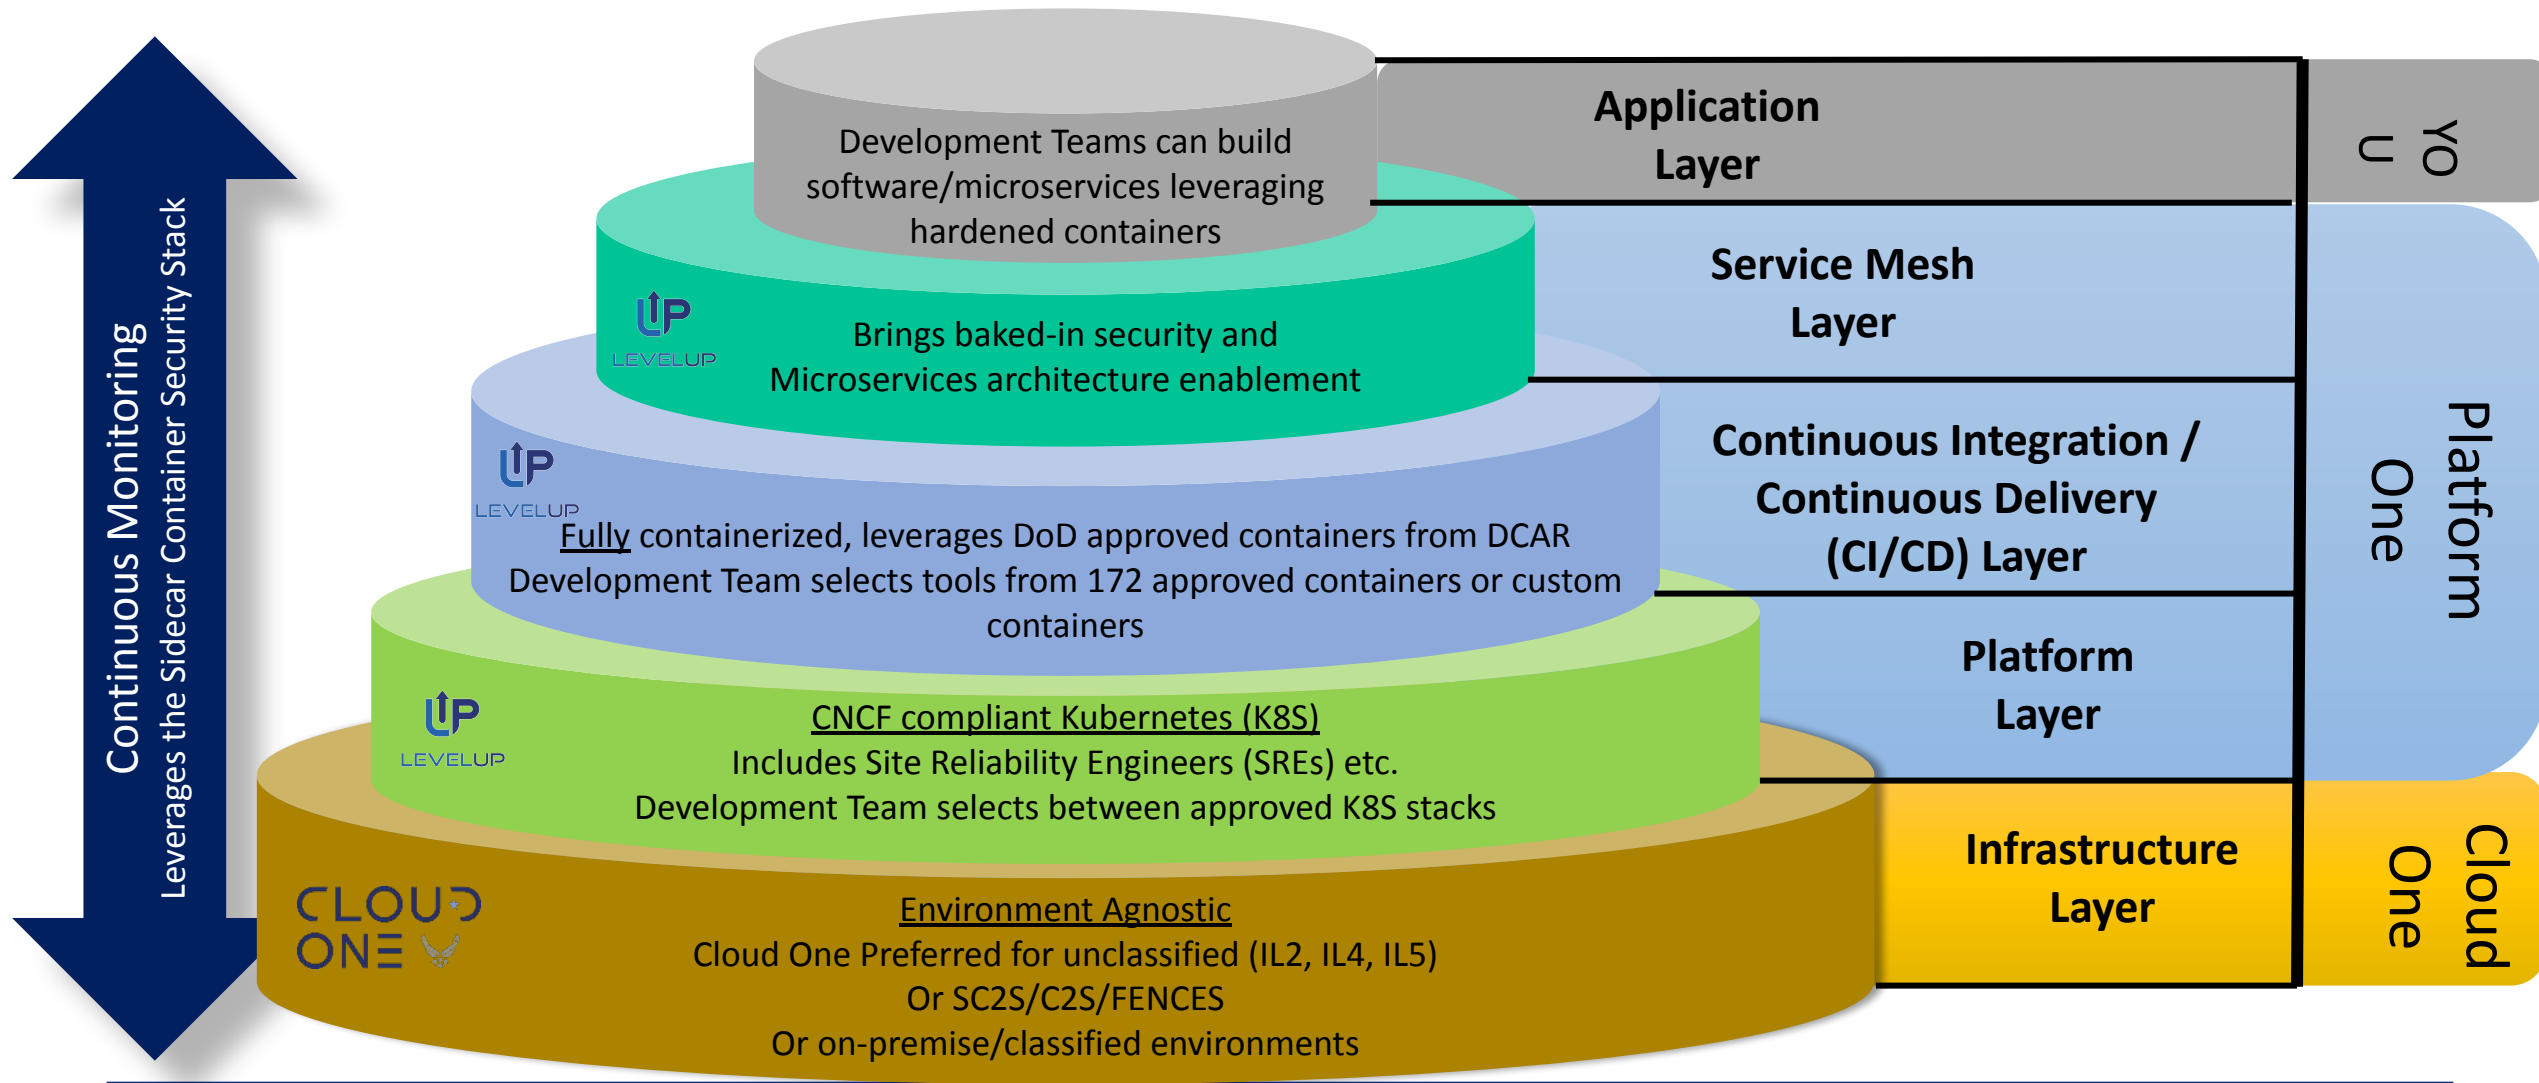 Continuous Monitoring
Leverages the Sidecar Container Security Stack
Development Teams can build
software/microservices leveraging
hardened containers
Application
Layer
YO
U
LEVELUP
Brings baked-in security and
Microservices architecture enablement
Service Mesh
Layer
LEVELUP
Fully containerized, leverages DoD approved containers from DCAR
Development Team selects tools from 172 approved containers or custom
containers
Continuous Integration /
Continuous Delivery
(CI/CD) Layer
Platform
One
LEVELUP
CNCF compliant Kubernetes (K8S)
Includes Site Reliability Engineers (SREs) etc.
Development Team selects between approved K8S stacks
Platform
Layer
CLOUD
ONE
Environment Agnostic
Cloud One Preferred for unclassified (IL2, IL4, IL5)
Or SC2S/C2S/FENCES
Or on-premise/classified environments
Infrastructure
Layer
Cloud
One